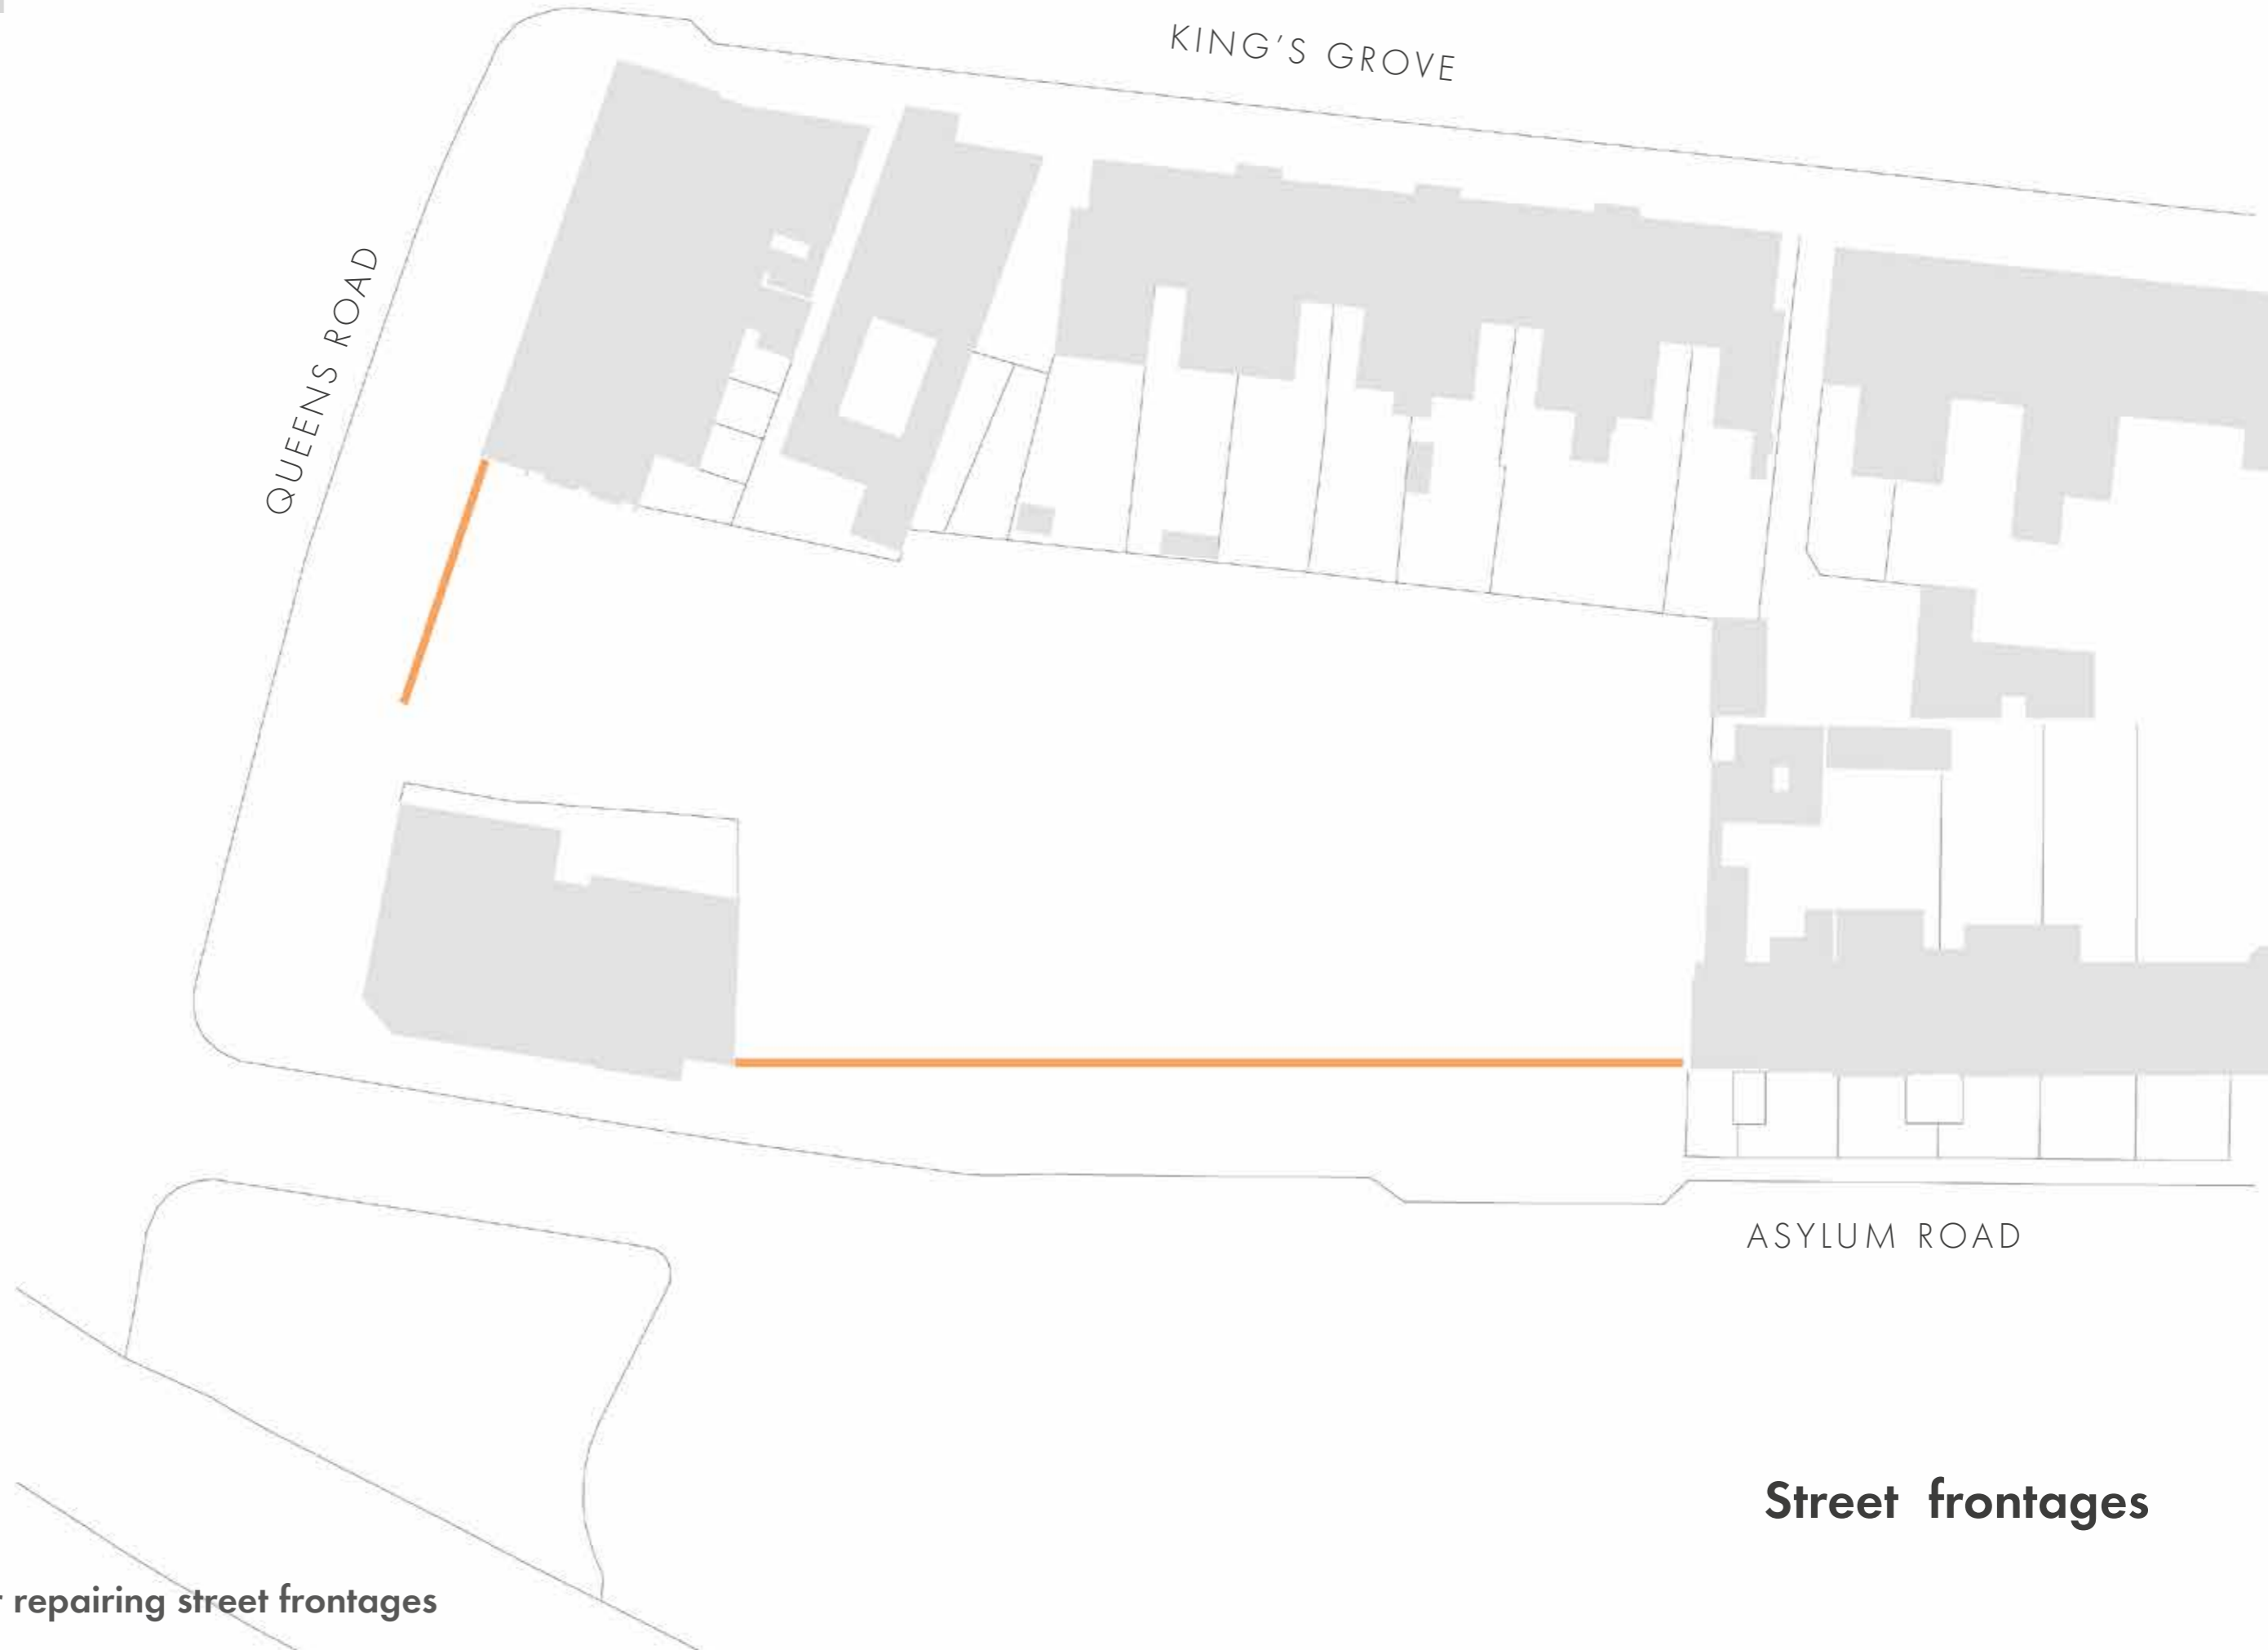 KING'S GROVE
QUEENS ROAD
ASYLUM ROAD
Street frontages
repairing street frontages